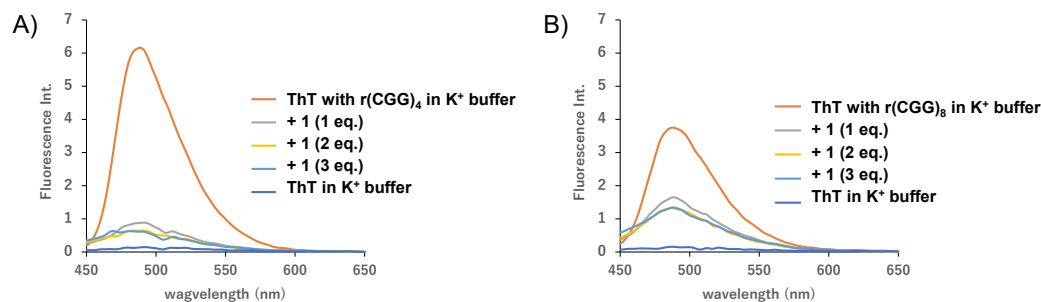 A)
7
6
5
4
3
2
1
0
Fluorescence Int.
ThT with r(CGG)₄ in K⁺ buffer
+ 1 (1 eq.)
+ 1 (2 eq.)
+ 1 (3 eq.)
ThT in K⁺ buffer
450 500 550 600 650
wagvelength (nm)
B)
7
6
5
4
3
2
1
0
Fluorescence Int.
ThT with r(CGG)₈ in K⁺ buffer
+ 1 (1 eq.)
+ 1 (2 eq.)
+ 1 (3 eq.)
ThT in K⁺ buffer
450 500 550 600 650
wagvelength (nm)